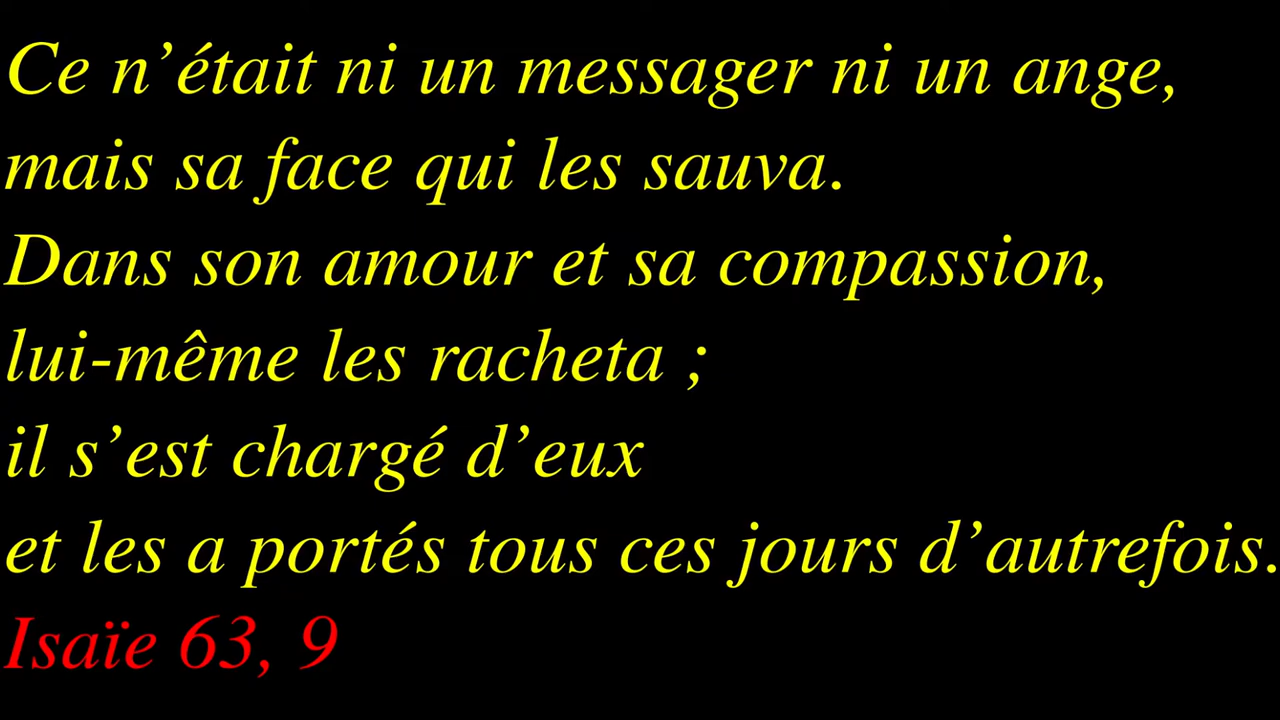 Ce n’était ni un messager ni un ange,
mais sa face qui les sauva.
Dans son amour et sa compassion,
lui-même les racheta ;
il s’est chargé d’eux
et les a portés tous ces jours d’autrefois.
Isaïe 63, 9